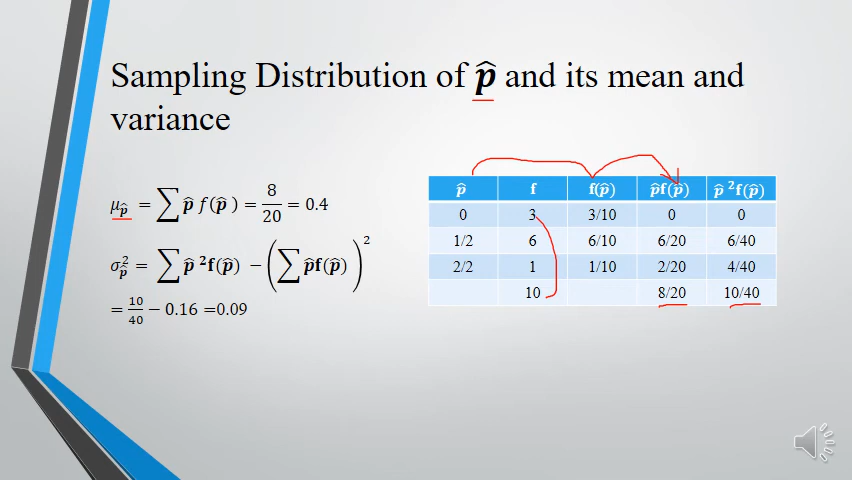 Sampling Distribution of p̂ and its mean and
variance
μp̂ = ∑ p̂ f(p̂ ) = 8/20 = 0.4
σ²p̂ = ∑ p̂ ²f(p̂) − (∑ p̂f(p̂))²
= 10/40 − 0.16 =0.09
p̂ f f(p̂) p̂f(p̂) p̂ ²f(p̂)
0 3 3/10 0 0
1/2 6 6/10 6/20 6/40
2/2 1 1/10 2/20 4/40
10 8/20 10/40